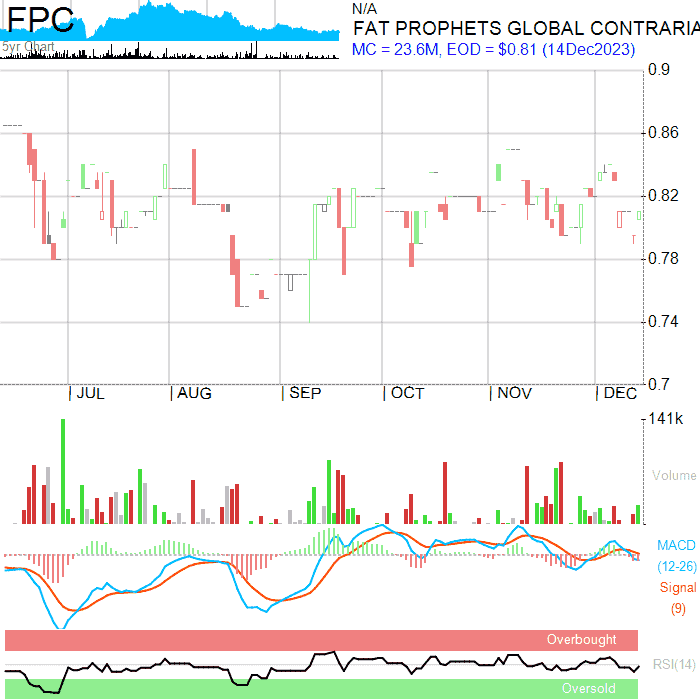 FPC
5yr Chart
N/A
FAT PROPHETS GLOBAL CONTRARIA
MC = 23.6M, EOD = $0.81 (14Dec2023)
0.9
0.86
0.82
0.78
0.74
0.7
JUL AUG SEP OCT NOV DEC
141k
Volume
MACD
(12-26)
Signal
(9)
Overbought
RSI(14)
Oversold